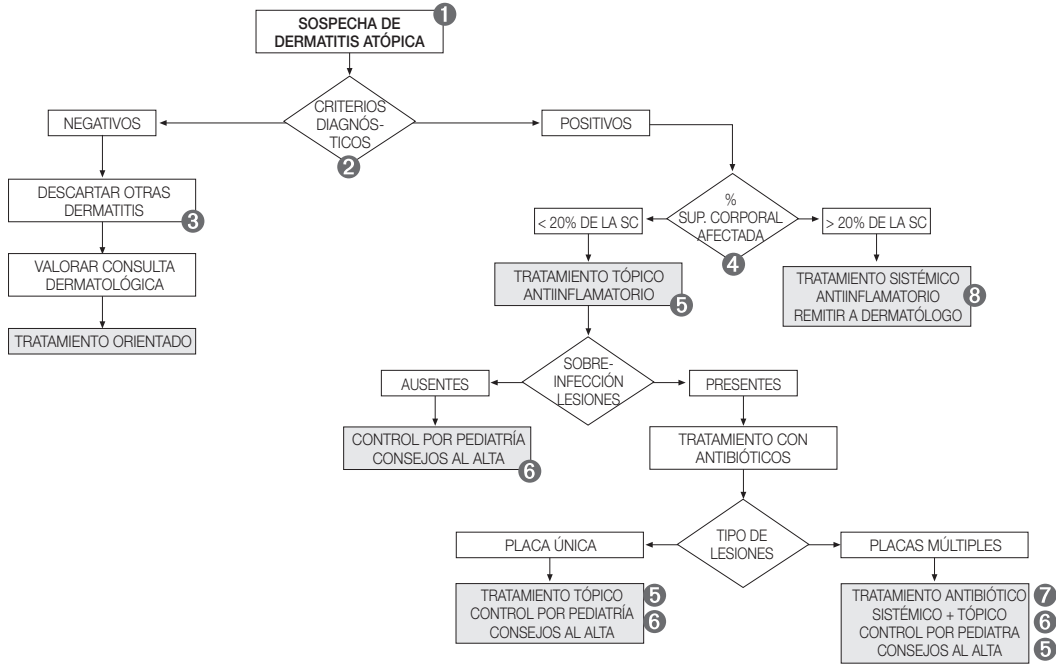 1
SOSPECHA DE
DERMATITIS ATÓPICA
CRITERIOS
DIAGNÓS-
TICOS
2
NEGATIVOS
POSITIVOS
DESCARTAR OTRAS
DERMATITIS
3
VALORAR CONSULTA
DERMATOLÓGICA
TRATAMIENTO ORIENTADO
%
SUP. CORPORAL
AFECTADA
4
< 20% DE LA SC
> 20% DE LA SC
TRATAMIENTO TÓPICO
ANTIINFLAMATORIO
5
TRATAMIENTO SISTÉMICO
ANTIINFLAMATORIO
REMITIR A DERMATÓLOGO
8
SOBRE-
INFECCIÓN
LESIONES
AUSENTES
PRESENTES
CONTROL POR PEDIATRÍA
CONSEJOS AL ALTA
6
TRATAMIENTO CON
ANTIBIÓTICOS
TIPO DE
LESIONES
PLACA ÚNICA
PLACAS MÚLTIPLES
TRATAMIENTO TÓPICO 5
CONTROL POR PEDIATRÍA 6
CONSEJOS AL ALTA
TRATAMIENTO ANTIBIÓTICO 7
SISTÉMICO + TÓPICO 6
CONTROL POR PEDIATRA
CONSEJOS AL ALTA 5